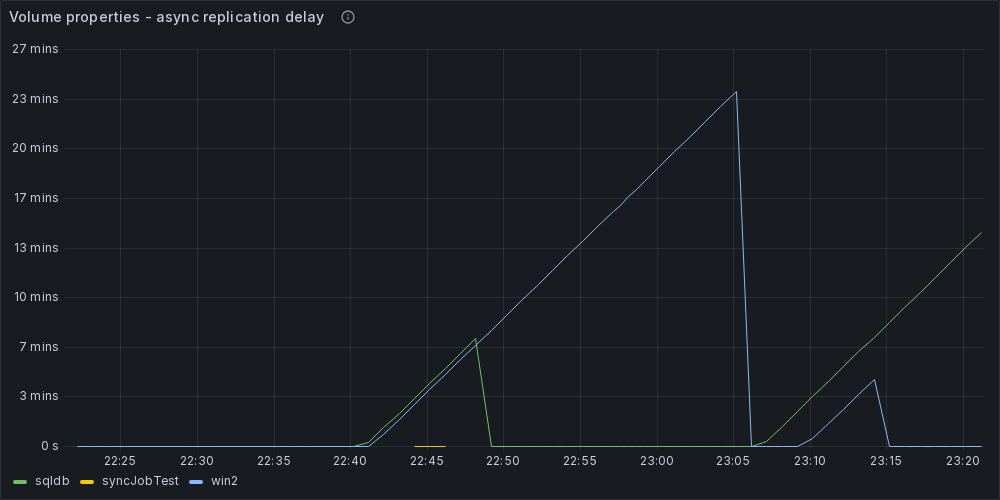 Volume properties - async replication delay
27 mins
23 mins
20 mins
17 mins
13 mins
10 mins
7 mins
3 mins
0 s
22:25 22:30 22:35 22:40 22:45 22:50 22:55 23:00 23:05 23:10 23:15 23:20
sqldb syncJobTest win2